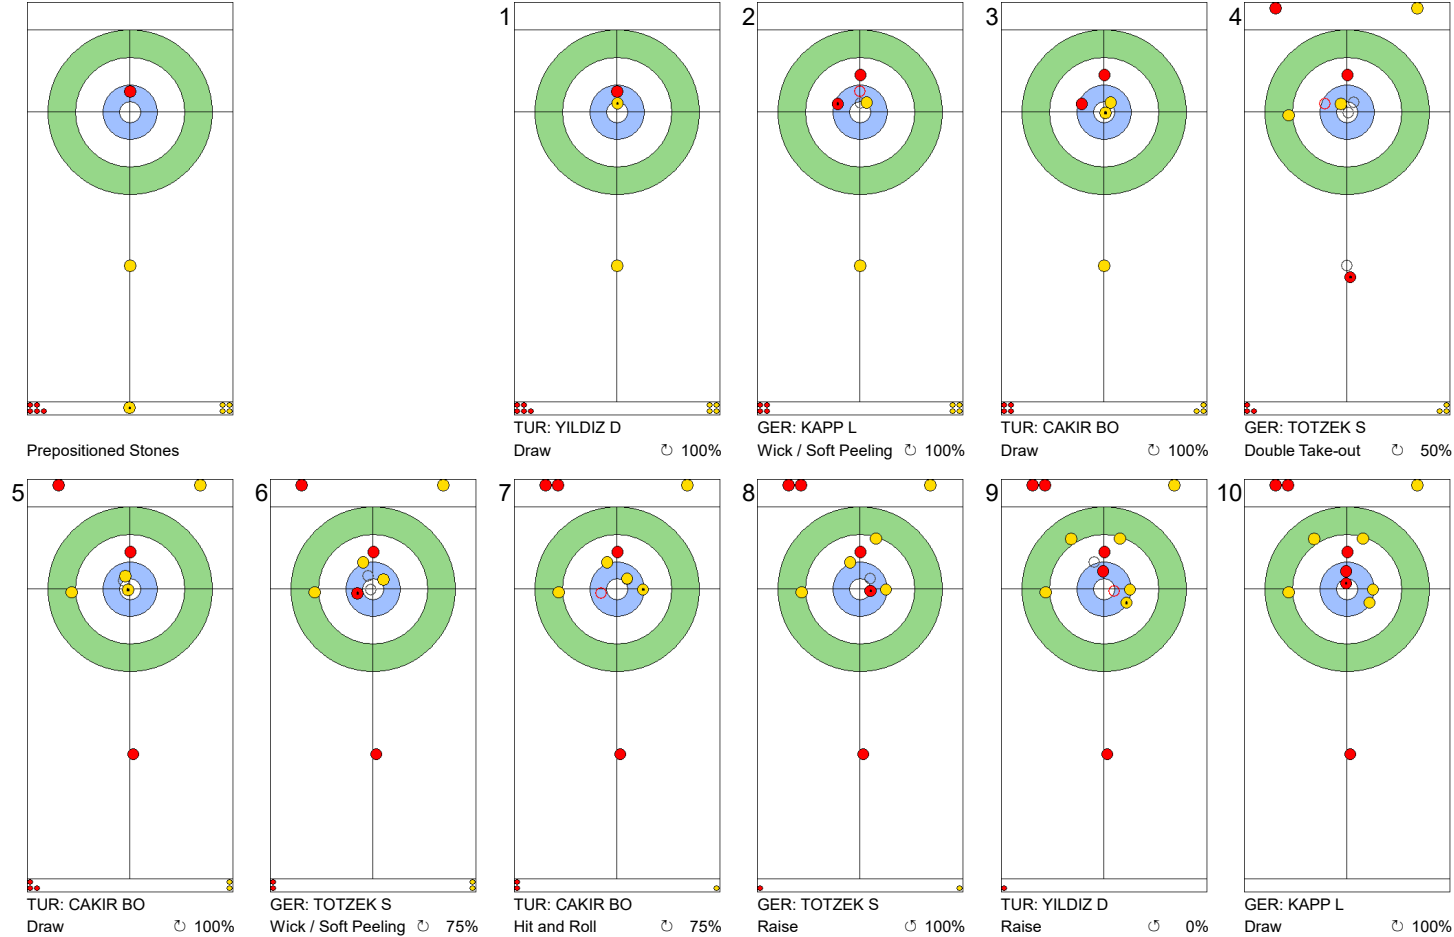 Prepositioned Stones
1
TUR: YILDIZ D
Draw ↻ 100%
2
GER: KAPP L
Wick / Soft Peeling ↻ 100%
3
TUR: CAKIR BO
Draw ↻ 100%
4
GER: TOTZEK S
Double Take-out ↻ 50%
5
TUR: CAKIR BO
Draw ↻ 100%
6
GER: TOTZEK S
Wick / Soft Peeling ↻ 75%
7
TUR: CAKIR BO
Hit and Roll ↻ 75%
8
GER: TOTZEK S
Raise ↺ 100%
9
TUR: YILDIZ D
Raise ↺ 0%
10
GER: KAPP L
Draw ↻ 100%